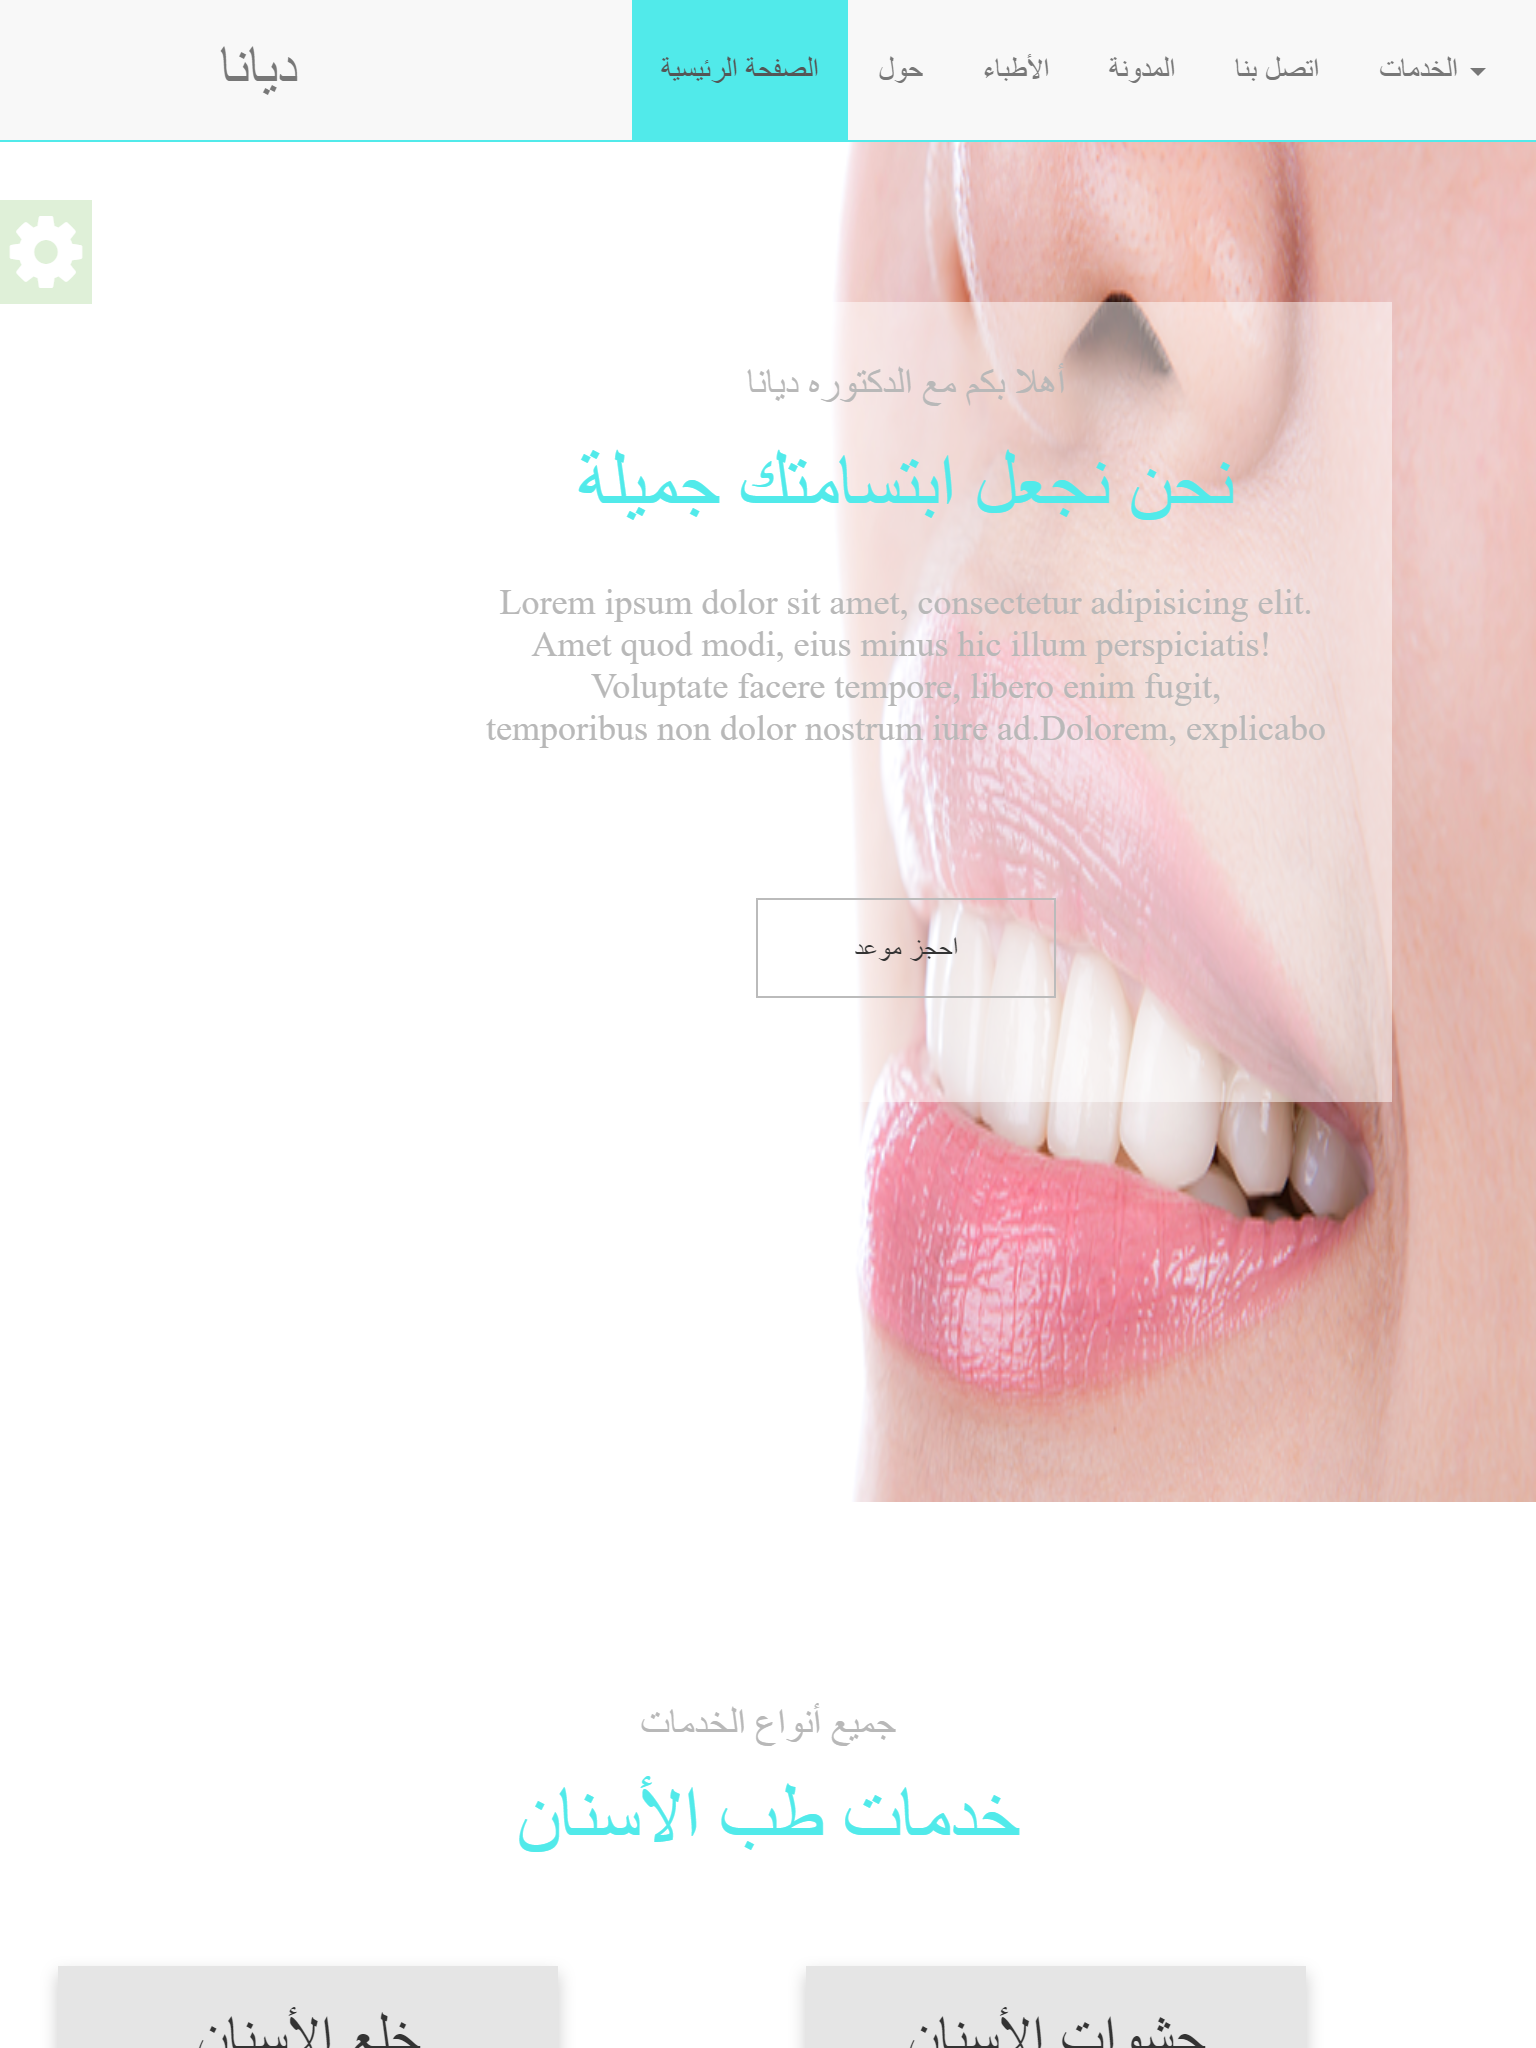 ديانا
الصفحة الرئيسية
حول
الأطباء
المدونة
اتصل بنا
الخدمات
أهلا بكم مع الدكتوره ديانا
نحن نجعل ابتسامتك جميلة
Lorem ipsum dolor sit amet, consectetur adipisicing elit.
Amet quod modi, eius minus hic illum perspiciatis!
Voluptate facere tempore, libero enim fugit,
temporibus non dolor nostrum iure ad.Dolorem, explicabo
احجز موعد
جميع أنواع الخدمات
خدمات طب الأسنان
حشوات الأسنان
خلع الأسنان